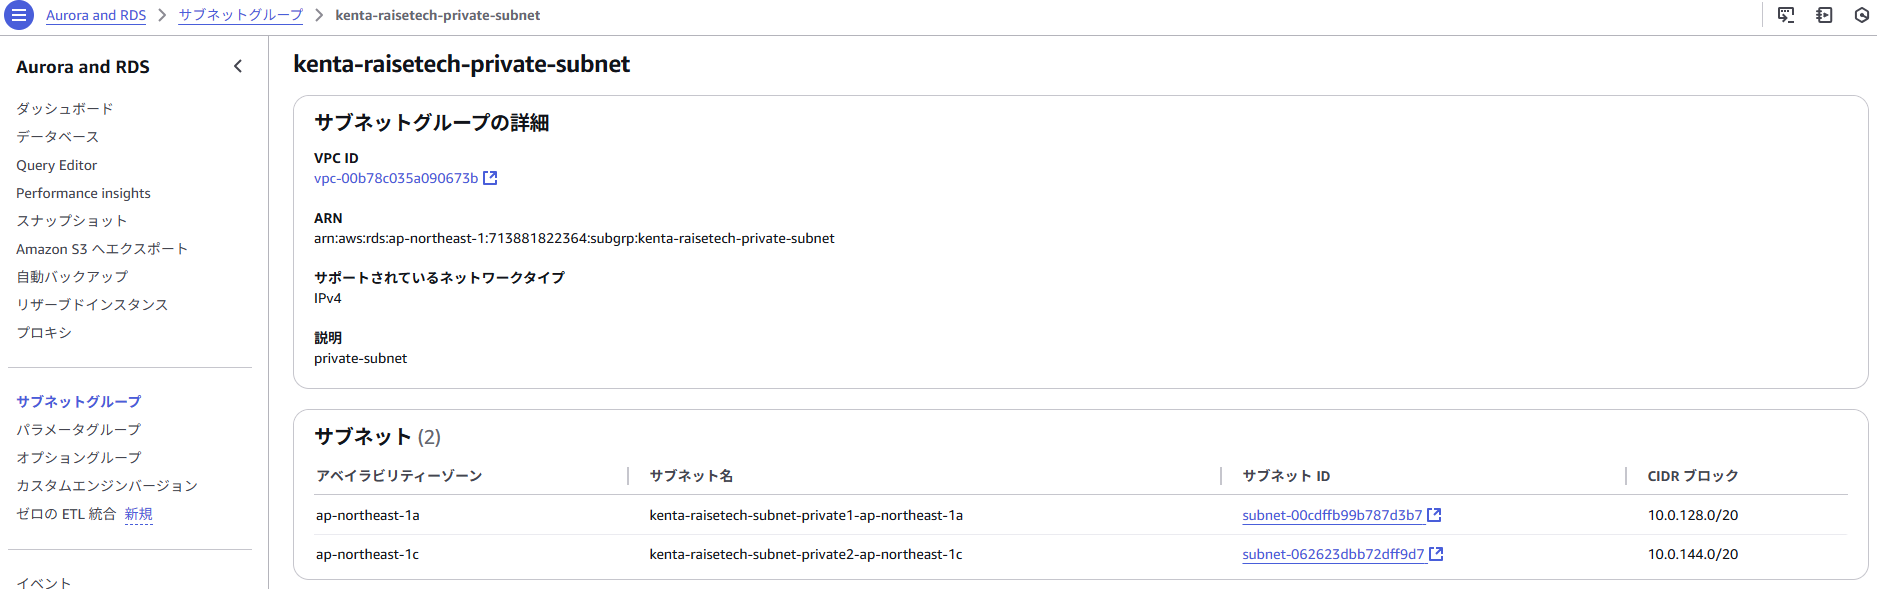 Aurora and RDS > サブネットグループ > kenta-raisetech-private-subnet
Aurora and RDS
ダッシュボード
データベース
Query Editor
Performance insights
スナップショット
Amazon S3 へエクスポート
自動バックアップ
リザーブドインスタンス
プロキシ
サブネットグループ
パラメータグループ
オプショングループ
カスタムエンジンバージョン
ゼロの ETL 統合 新規
イベント
kenta-raisetech-private-subnet
サブネットグループの詳細
VPC ID
vpc-00b78c035a090673b
ARN
arn:aws:rds:ap-northeast-1:713881822364:subgrp:kenta-raisetech-private-subnet
サポートされているネットワークタイプ
IPv4
説明
private-subnet
サブネット (2)
アベイラビリティーゾーン サブネット名 サブネット ID CIDR ブロック
ap-northeast-1a kenta-raisetech-subnet-private1-ap-northeast-1a subnet-00cdffb99b787d3b7 10.0.128.0/20
ap-northeast-1c kenta-raisetech-subnet-private2-ap-northeast-1c subnet-062623dbb72dff9d7 10.0.144.0/20